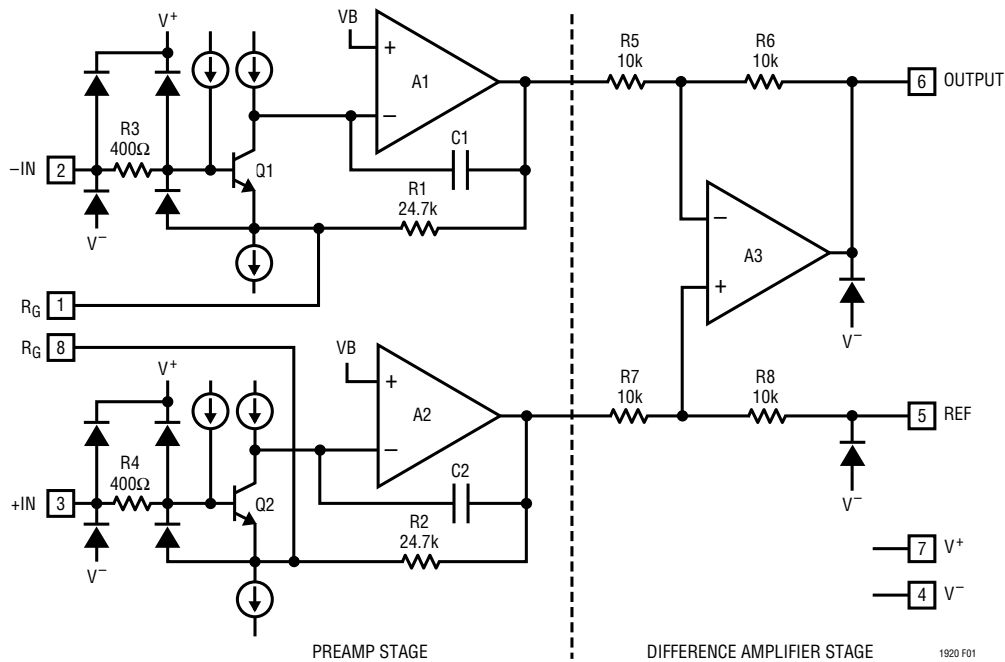 V+
VB
+
A1
−
R5
10k
R6
10k
6 OUTPUT
R3
400Ω
−IN 2
Q1
C1
R1
24.7k
V−
−
A3
+
RG 1
V−
RG 8
V+
VB
+
A2
−
R7
10k
R8
10k
5 REF
R4
400Ω
+IN 3
Q2
C2
R2
24.7k
V−
V−
7 V+
4 V−
PREAMP STAGE
DIFFERENCE AMPLIFIER STAGE
1920 F01